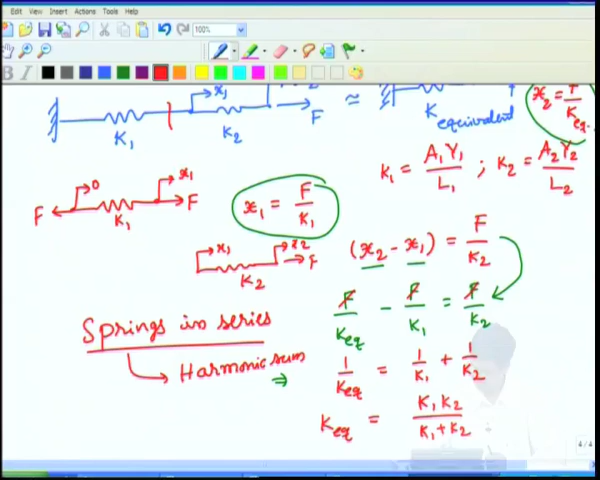 Edit View Insert Actions Tools Help
100%
B I
x₁
K₁ K₂ F ≃ K equivalent x₂ = F/Keq.
K₁ = A₁Y₁/L₁ ; K₂ = A₂Y₂/L₂
F 0 K₁ x₁ F
x₁ = F/K₁
x₁ x₂ F K₂
(x₂ - x₁) = F/K₂
F/Keq - F/K₁ = F/K₂
Springs in series
Harmonic sum ⇒
1/Keq = 1/K₁ + 1/K₂
Keq = K₁K₂/K₁+K₂
4/4